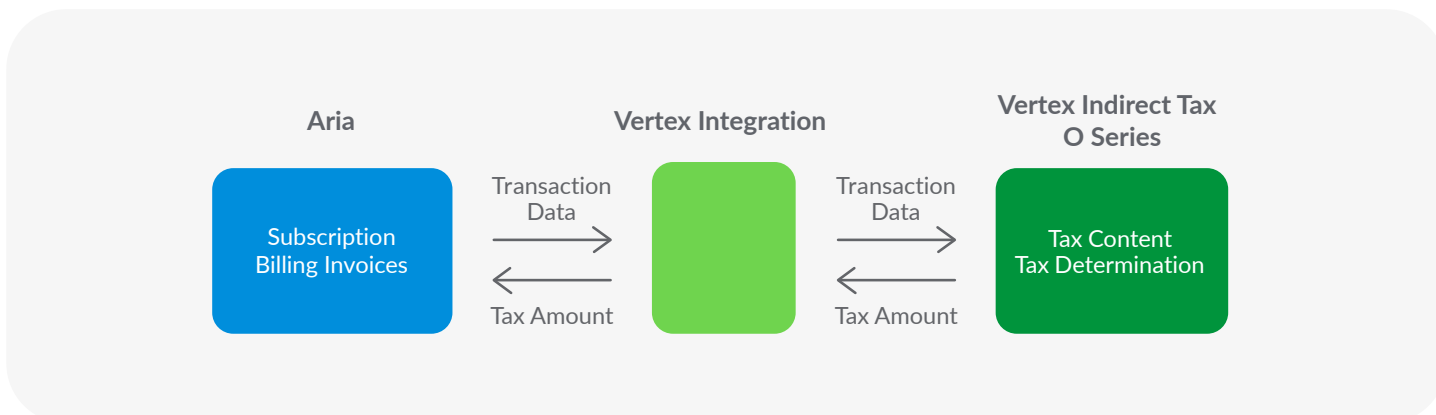 Aria
Vertex Integration
Vertex Indirect Tax
O Series
Subscription
Billing Invoices
Transaction
Data
Tax Amount
Transaction
Data
Tax Amount
Tax Content
Tax Determination